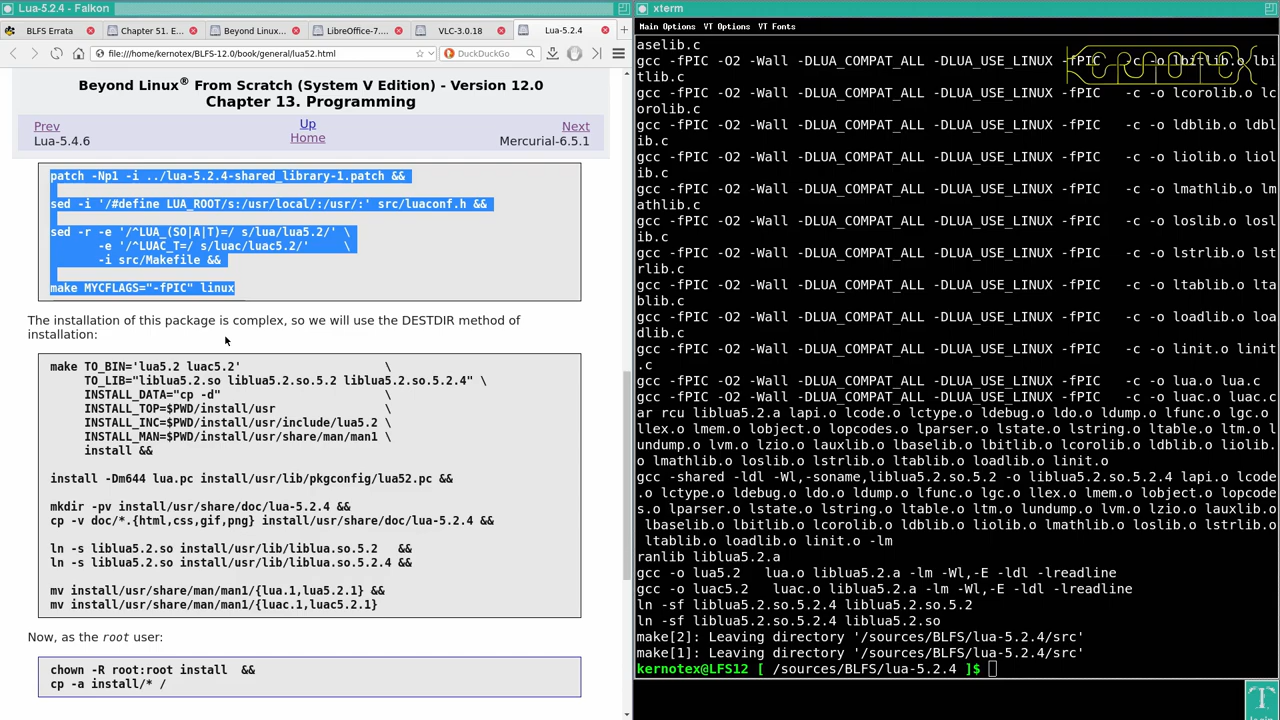 Lua-5.2.4 - Falkon
BLFS Errata
Chapter 51. E...
Beyond Linux...
LibreOffice-7....
VLC-3.0.18
Lua-5.2.4
file:///home/kernotex/BLFS-12.0/book/general/lua52.html
DuckDuckGo
Beyond Linux® From Scratch (System V Edition) - Version 12.0
Chapter 13. Programming
Prev
Up
Next
Lua-5.4.6
Home
Mercurial-6.5.1
patch -Np1 -i ../lua-5.2.4-shared_library-1.patch &&
sed -i '/#define LUA_ROOT/s:/usr/local/:/usr/:' src/luaconf.h &&
sed -r -e '/^LUA_(SO|A|T)=/ s/lua/lua5.2/' \
-e '/^LUAC_T=/ s/luac/luac5.2/' \
-i src/Makefile &&
make MYCFLAGS="-fPIC" linux
The installation of this package is complex, so we will use the DESTDIR method of
installation:
make TO_BIN='lua5.2 luac5.2' \
TO_LIB="liblua5.2.so liblua5.2.so.5.2 liblua5.2.so.5.2.4" \
INSTALL_DATA="cp -d" \
INSTALL_TOP=$PWD/install/usr \
INSTALL_INC=$PWD/install/usr/include/lua5.2 \
INSTALL_MAN=$PWD/install/usr/share/man/man1 \
install &&
install -Dm644 lua.pc install/usr/lib/pkgconfig/lua52.pc &&
mkdir -pv install/usr/share/doc/lua-5.2.4 &&
cp -v doc/*.{html,css,gif,png} install/usr/share/doc/lua-5.2.4 &&
ln -s liblua5.2.so install/usr/lib/liblua.so.5.2 &&
ln -s liblua5.2.so install/usr/lib/liblua.so.5.2.4 &&
mv install/usr/share/man/man1/{lua.1,lua5.2.1} &&
mv install/usr/share/man/man1/{luac.1,luac5.2.1}
Now, as the root user:
chown -R root:root install &&
cp -a install/* /
xterm
Main Options VT Options VT Fonts
KERNOTEX
aselib.c
gcc -fPIC -O2 -Wall -DLUA_COMPAT_ALL -DLUA_USE_LINUX -fPIC -c -o lbitlib.o lbi
tlib.c
gcc -fPIC -O2 -Wall -DLUA_COMPAT_ALL -DLUA_USE_LINUX -fPIC -c -o lcorolib.o lc
orolib.c
gcc -fPIC -O2 -Wall -DLUA_COMPAT_ALL -DLUA_USE_LINUX -fPIC -c -o ldblib.o ldbl
ib.c
gcc -fPIC -O2 -Wall -DLUA_COMPAT_ALL -DLUA_USE_LINUX -fPIC -c -o liolib.o liol
ib.c
gcc -fPIC -O2 -Wall -DLUA_COMPAT_ALL -DLUA_USE_LINUX -fPIC -c -o lmathlib.o lm
athlib.c
gcc -fPIC -O2 -Wall -DLUA_COMPAT_ALL -DLUA_USE_LINUX -fPIC -c -o loslib.o losl
ib.c
gcc -fPIC -O2 -Wall -DLUA_COMPAT_ALL -DLUA_USE_LINUX -fPIC -c -o lstrlib.o lst
rlib.c
gcc -fPIC -O2 -Wall -DLUA_COMPAT_ALL -DLUA_USE_LINUX -fPIC -c -o ltablib.o lta
blib.c
gcc -fPIC -O2 -Wall -DLUA_COMPAT_ALL -DLUA_USE_LINUX -fPIC -c -o loadlib.o loa
dlib.c
gcc -fPIC -O2 -Wall -DLUA_COMPAT_ALL -DLUA_USE_LINUX -fPIC -c -o linit.o linit
.c
gcc -fPIC -O2 -Wall -DLUA_COMPAT_ALL -DLUA_USE_LINUX -fPIC -c -o lua.o lua.c
gcc -fPIC -O2 -Wall -DLUA_COMPAT_ALL -DLUA_USE_LINUX -fPIC -c -o luac.o luac.c
ar rcu liblua5.2.a lapi.o lcode.o lctype.o ldebug.o ldo.o ldump.o lfunc.o lgc.o
llex.o lmem.o lobject.o lopcodes.o lparser.o lstate.o lstring.o ltable.o ltm.o l
undump.o lvm.o lzio.o lauxlib.o lbaselib.o lbitlib.o lcorolib.o ldblib.o liolib.
o lmathlib.o loslib.o lstrlib.o ltablib.o loadlib.o linit.o
gcc -shared -ldl -Wl,-soname,liblua5.2.so.5.2 -o liblua5.2.so.5.2.4 lapi.o lcode
.o lctype.o ldebug.o ldo.o ldump.o lfunc.o lgc.o llex.o lmem.o lobject.o lopcode
s.o lparser.o lstate.o lstring.o ltable.o ltm.o lundump.o lvm.o lzio.o lauxlib.o
lbaselib.o lbitlib.o lcorolib.o ldblib.o liolib.o lmathlib.o loslib.o lstrlib.o
ltablib.o loadlib.o linit.o -lm
ranlib liblua5.2.a
gcc -o lua5.2 lua.o liblua5.2.a -lm -Wl,-E -ldl -lreadline
gcc -o luac5.2 luac.o liblua5.2.a -lm -Wl,-E -ldl -lreadline
ln -sf liblua5.2.so.5.2.4 liblua5.2.so.5.2
ln -sf liblua5.2.so.5.2.4 liblua5.2.so
make[2]: Leaving directory '/sources/BLFS/lua-5.2.4/src'
make[1]: Leaving directory '/sources/BLFS/lua-5.2.4/src'
kernotex@LFS12 [ /sources/BLFS/lua-5.2.4 ]$